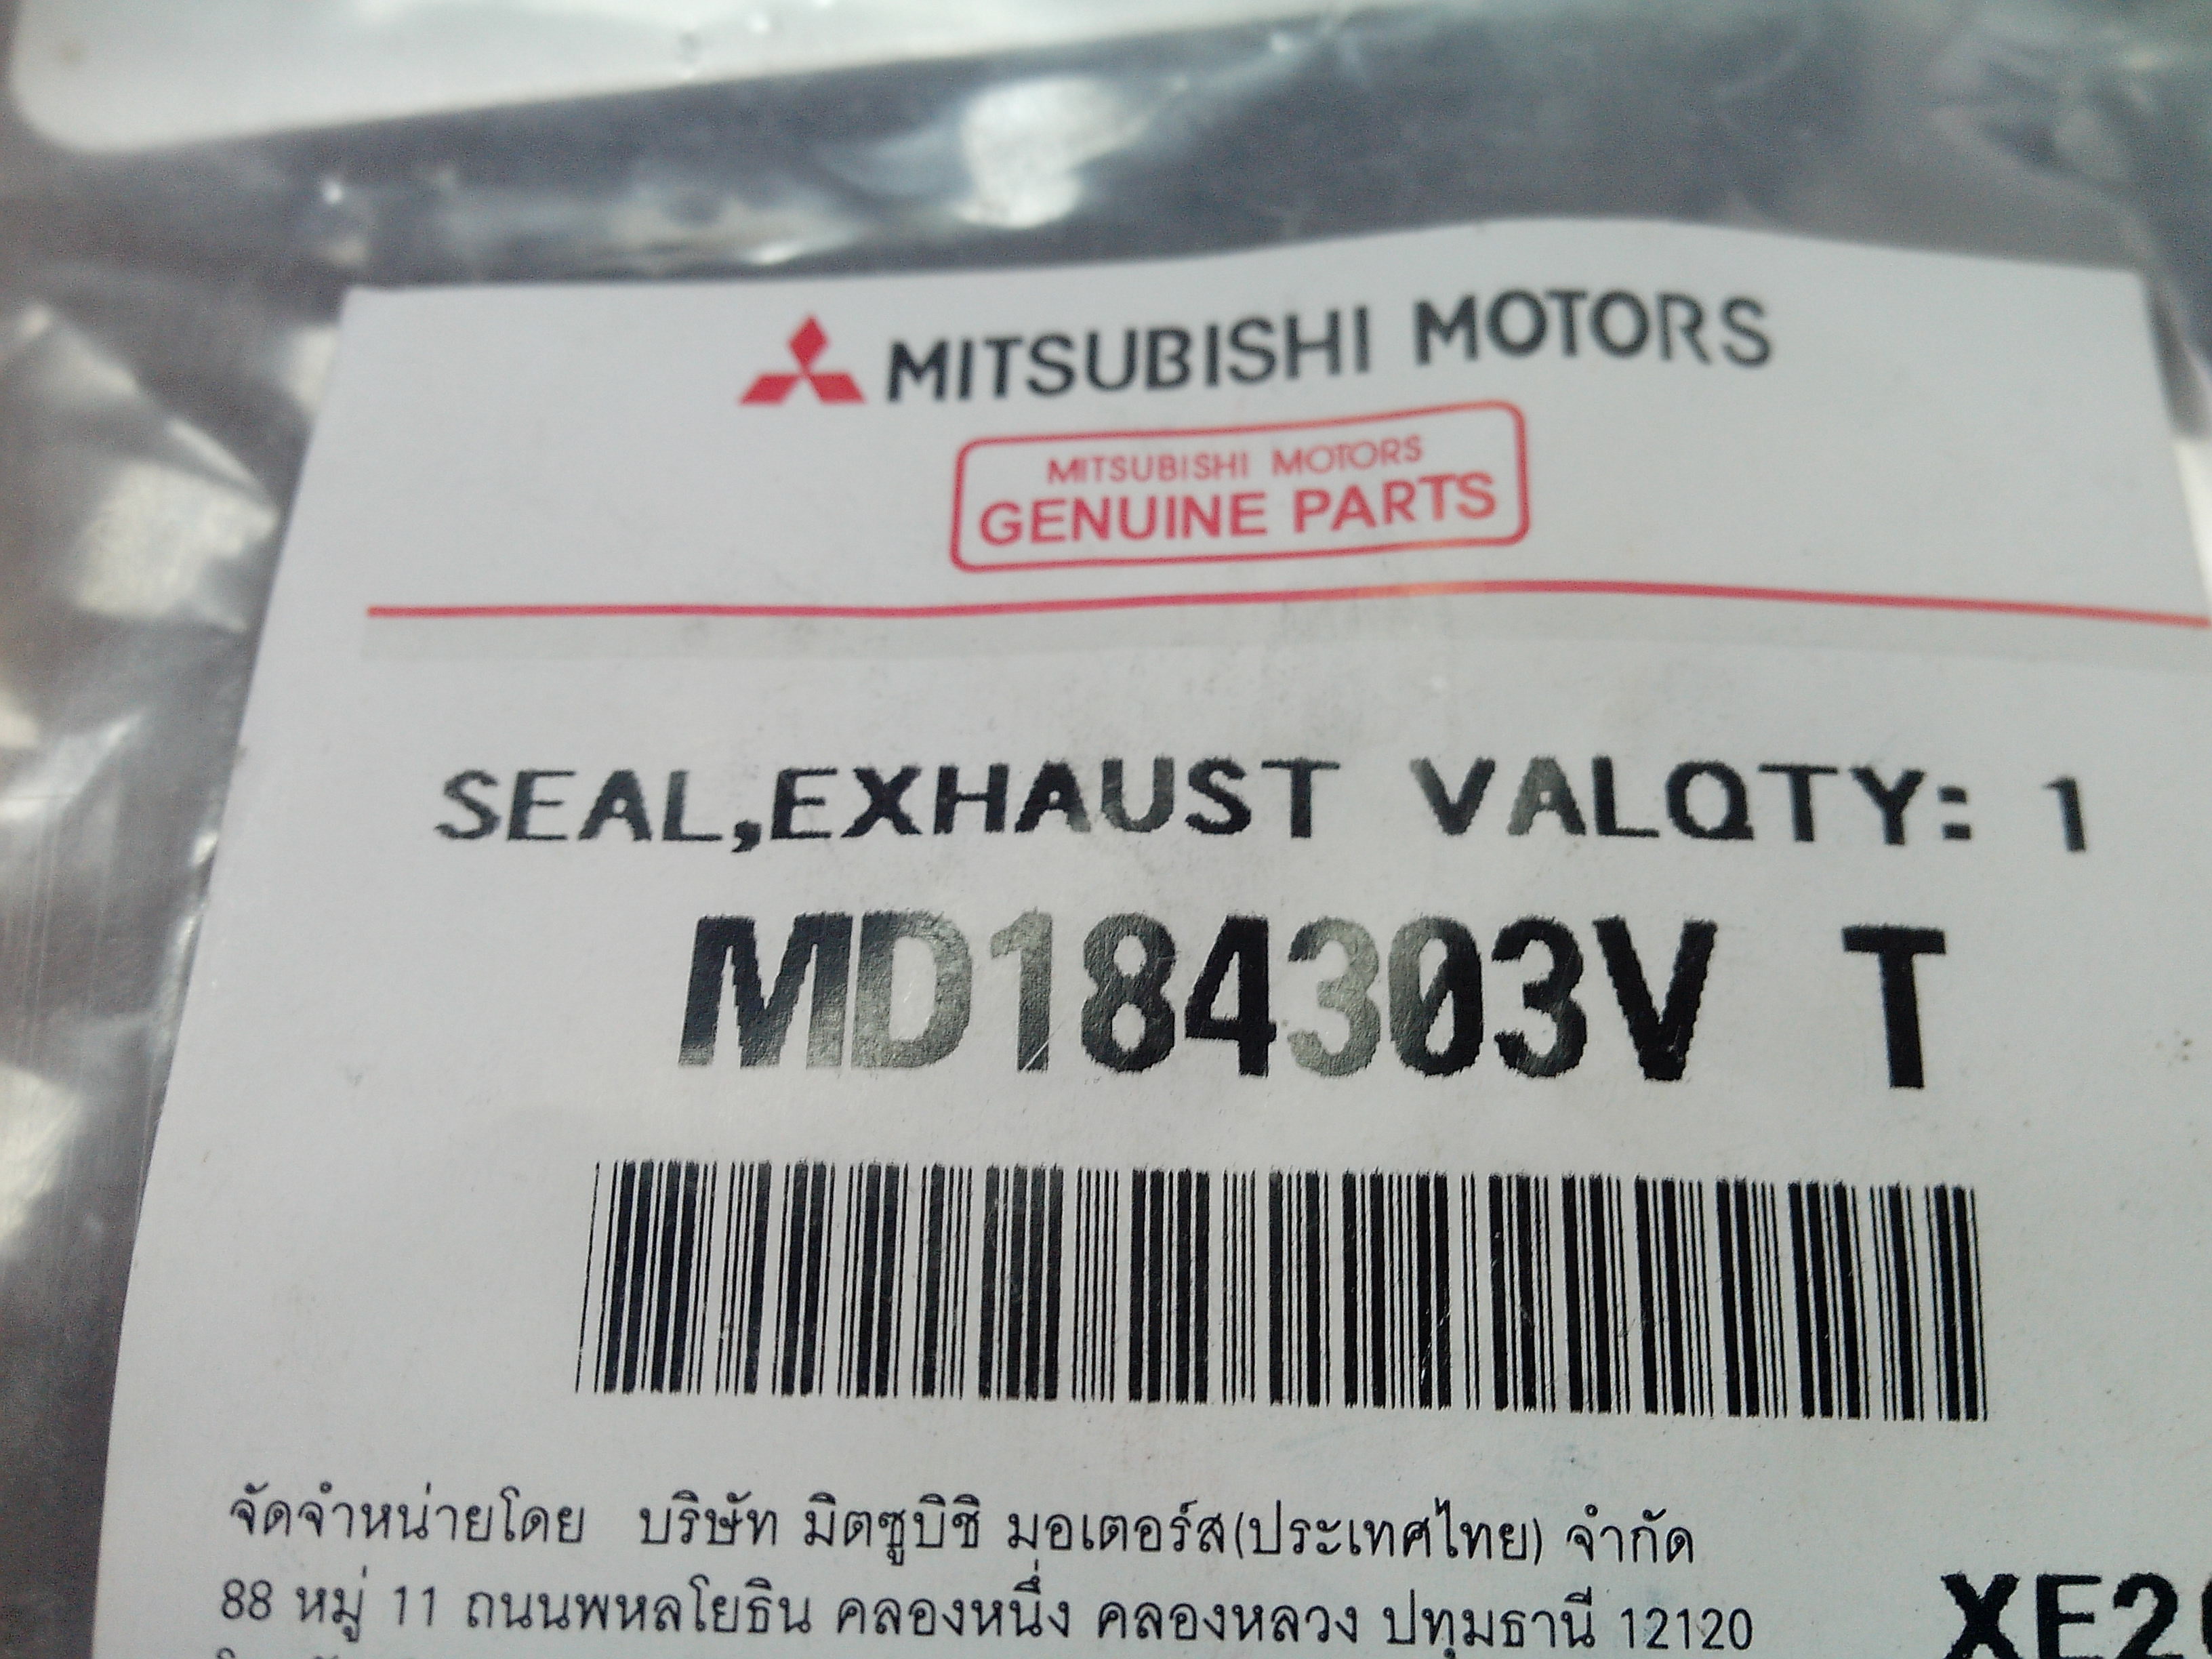 MITSUBISHI MOTORS
MITSUBISHI MOTORS
GENUINE PARTS
SEAL,EXHAUST VALQTY: 1
MD184303V T
จัดจำหน่ายโดย บริษัท มิตซูบิชิ มอเตอร์ส(ประเทศไทย) จำกัด
88 หมู่ 11 ถนนพหลโยธิน คลองหนึ่ง คลองหลวง ปทุมธานี 12120